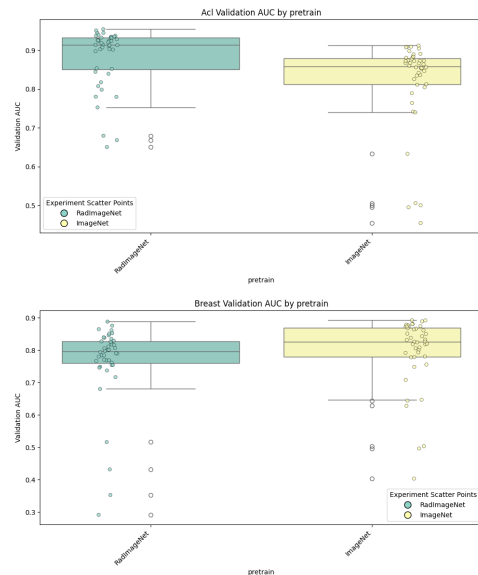 Acl Validation AUC by pretrain
0.9
0.8
0.7
0.6
0.5
Validation AUC
Experiment Scatter Points
RadImageNet
ImageNet
RadImageNet
ImageNet
pretrain
Breast Validation AUC by pretrain
0.9
0.8
0.7
0.6
0.5
0.4
0.3
Validation AUC
Experiment Scatter Points
RadImageNet
ImageNet
RadImageNet
ImageNet
pretrain